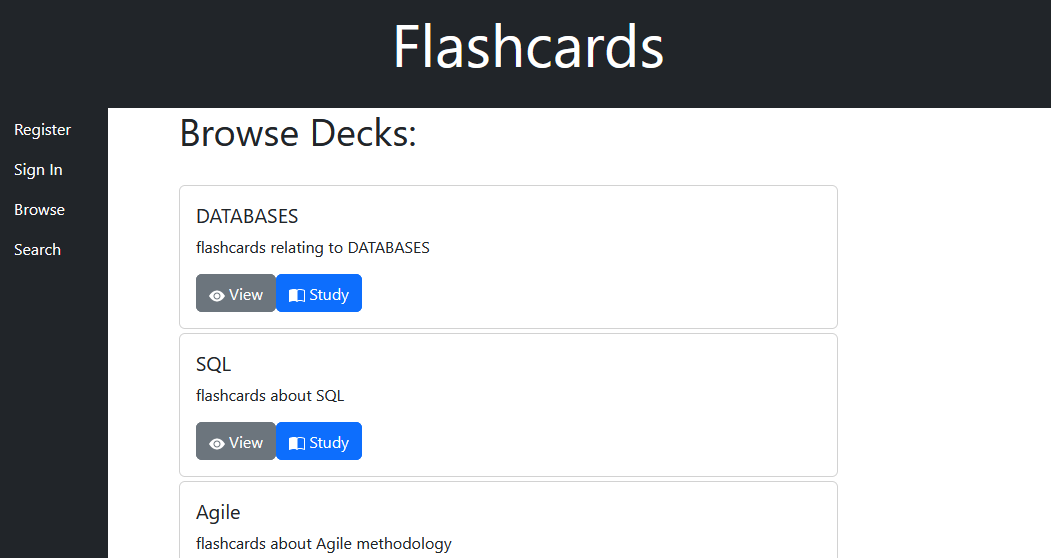 Flashcards
Register
Sign In
Browse
Search
Browse Decks:
DATABASES
flashcards relating to DATABASES
View Study
SQL
flashcards about SQL
View Study
Agile
flashcards about Agile methodology